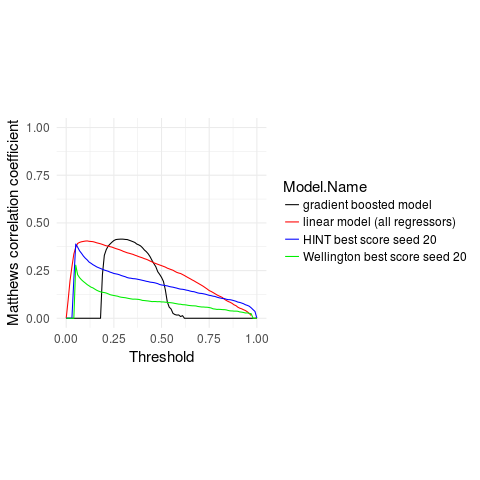 Matthews correlation coefficient
1.00
0.75
0.50
0.25
0.00
0.00 0.25 0.50 0.75 1.00
Threshold
Model.Name
gradient boosted model
linear model (all regressors)
HINT best score seed 20
Wellington best score seed 20